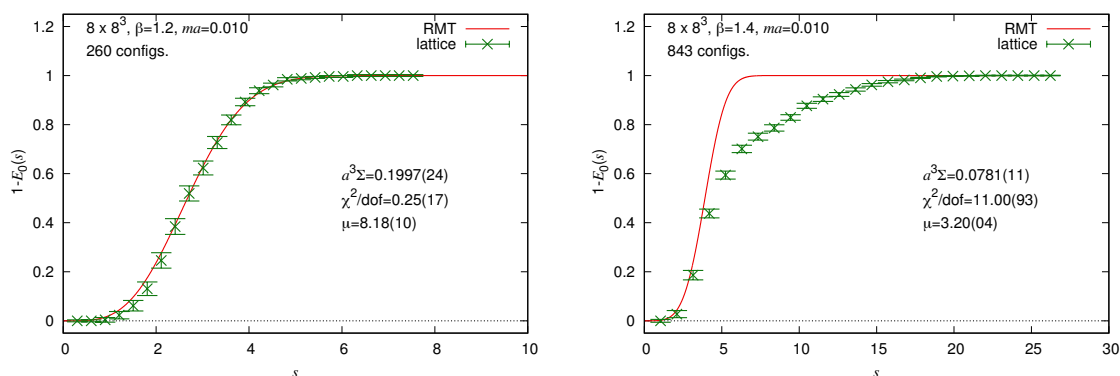 8 x 8³, β=1.2, ma=0.010
260 configs.
RMT
lattice
1-E₀(s)
1
0.8
0.6
0.4
0.2
0
a³Σ=0.1997(24)
χ²/dof=0.25(17)
μ=8.18(10)
0 2 4 6 8 10
s
8 x 8³, β=1.4, ma=0.010
843 configs.
RMT
lattice
1-E₀(s)
1
0.8
0.6
0.4
0.2
0
a³Σ=0.0781(11)
χ²/dof=11.00(93)
μ=3.20(04)
0 5 10 15 20 25 30
s